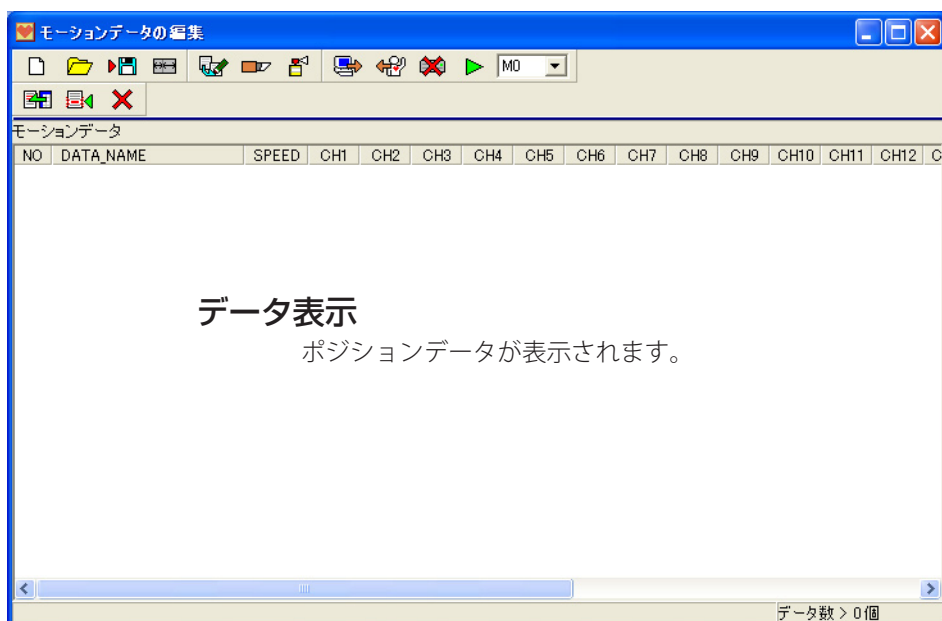 モーションデータの編集
M0
モーションデータ
NO DATA_NAME SPEED CH1 CH2 CH3 CH4 CH5 CH6 CH7 CH8 CH9 CH10 CH11 CH12 C
データ表示
ポジションデータが表示されます。
データ数 > 0個